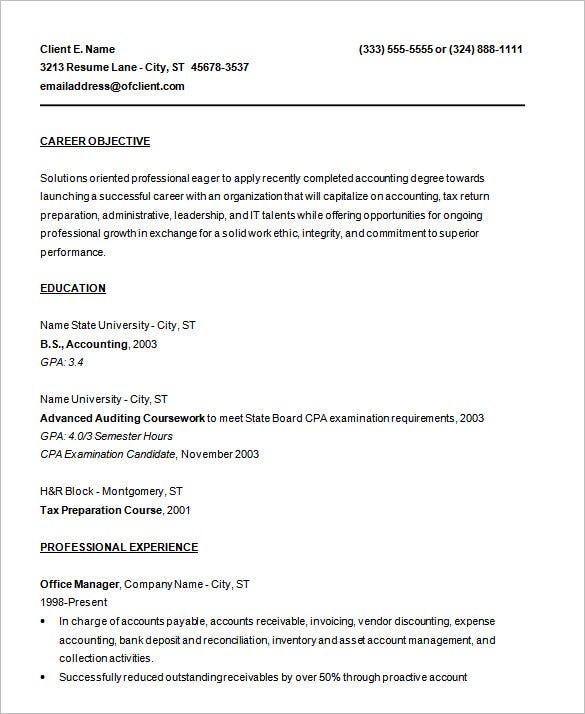 Client E. Name (333) 555-5555 or (324) 888-1111
3213 Resume Lane - City, ST 45678-3537
emailaddress@ofclient.com
CAREER OBJECTIVE
Solutions oriented professional eager to apply recently completed accounting degree towards
launching a successful career with an organization that will capitalize on accounting, tax return
preparation, administrative, leadership, and IT talents while offering opportunities for ongoing
professional growth in exchange for a solid work ethic, integrity, and commitment to superior
performance.
EDUCATION
Name State University - City, ST
B.S., Accounting, 2003
GPA: 3.4
Name University - City, ST
Advanced Auditing Coursework to meet State Board CPA examination requirements, 2003
GPA: 4.0/3 Semester Hours
CPA Examination Candidate, November 2003
H&R Block - Montgomery, ST
Tax Preparation Course, 2001
PROFESSIONAL EXPERIENCE
Office Manager, Company Name - City, ST
1998-Present
• In charge of accounts payable, accounts receivable, invoicing, vendor discounting, expense
accounting, bank deposit and reconciliation, inventory and asset account management, and
collection activities.
• Successfully reduced outstanding receivables by over 50% through proactive account